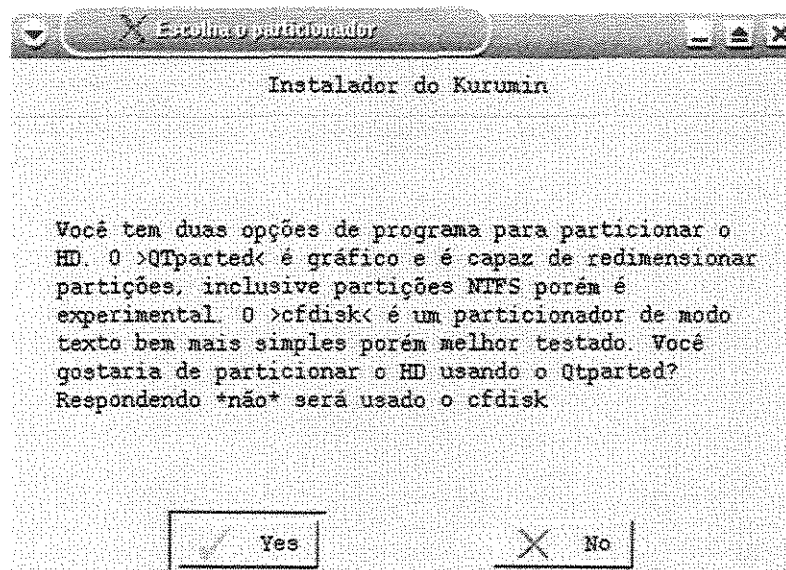 Escolha o particionador
Instalador do Kurumin
Você tem duas opções de programa para particionar o
HD. O >QTparted< é gráfico e é capaz de redimensionar
partições, inclusive partições NTFS porém é
experimental. O >cfdisk< é um particionador de modo
texto bem mais simples porém melhor testado. Você
gostaria de particionar o HD usando o Qtparted?
Respondendo *não* será usado o cfdisk
Yes
No